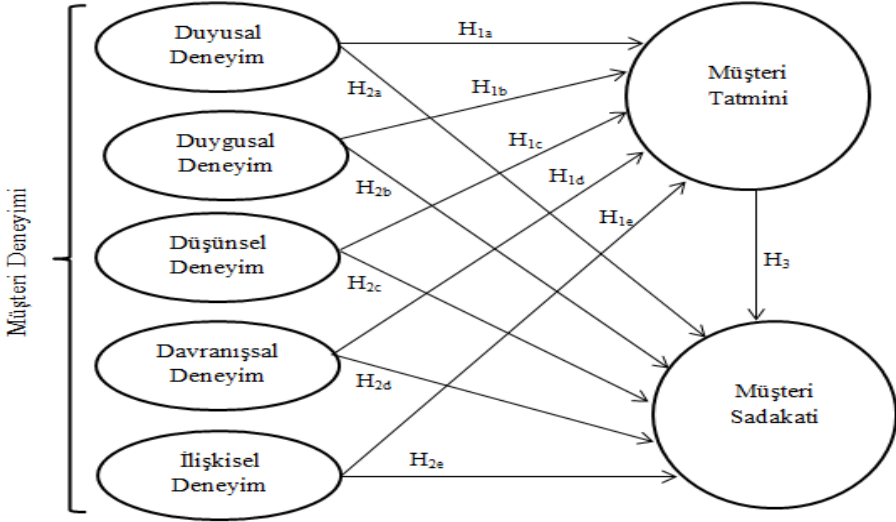 Müşteri Deneyimi
Duyusal
Deneyim
Duygusal
Deneyim
Düşünsel
Deneyim
Davranışsal
Deneyim
İlişkisel
Deneyim
H1a
H2a
H1b
H2b
H1c
H1d
H1e
H2c
H2d
H2e
Müşteri
Tatmini
H3
Müşteri
Sadakati